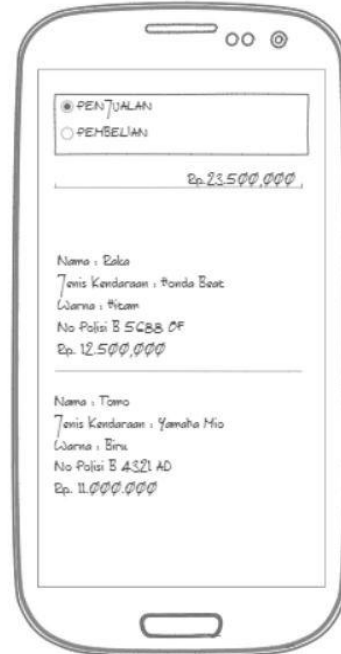 PENJUALAN
PEMBELIAN
Rp.23.500,000
Nama : Raka
Jenis Kendaraan : Honda Beat
Warna : Hitam
No Polisi B 5688 OF
Rp. 12.500,000
Nama : Tomo
Jenis Kendaraan : Yamaha Mio
Warna : Biru
No Polisi B 4321 AD
Rp. 11.000.000